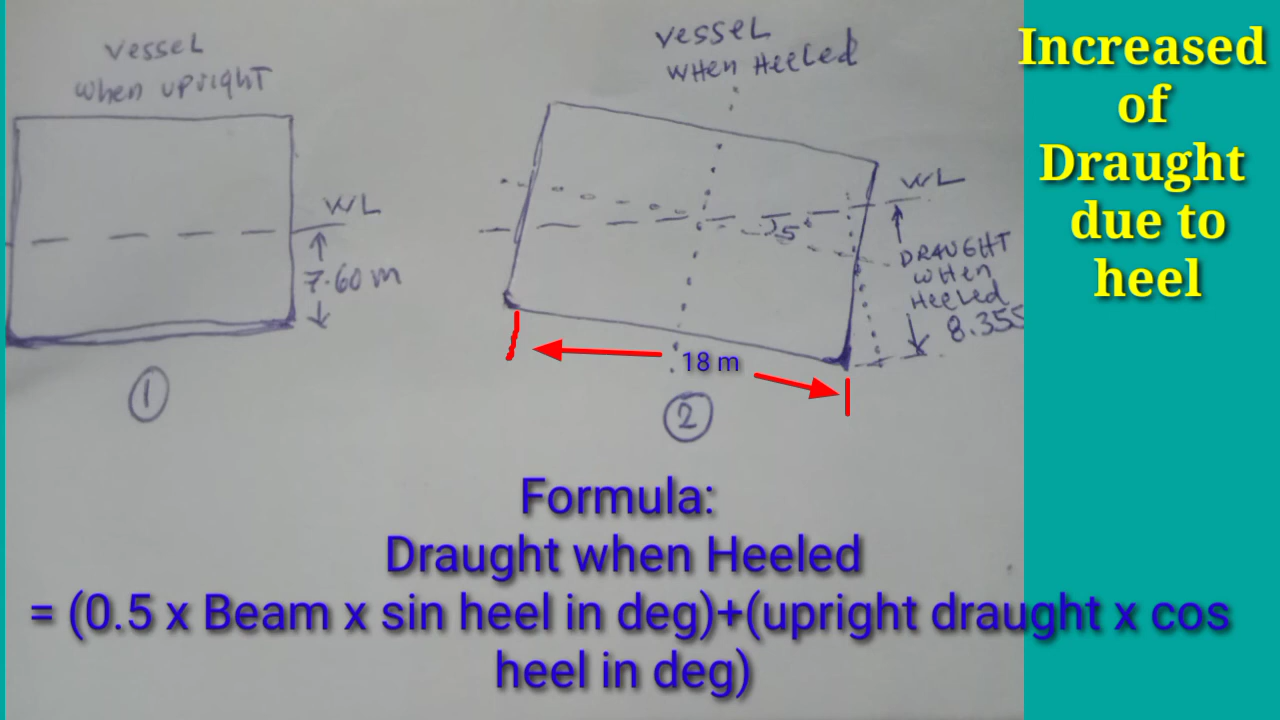 Increased
of
Draught
due to
heel
vessel
when upright
WL
7.60 m
1
vessel
when Heeled
WL
5°
DRAUGHT
when
Heeled
8.355
18 m
2
Formula:
Draught when Heeled
= (0.5 x Beam x sin heel in deg)+(upright draught x cos
heel in deg)